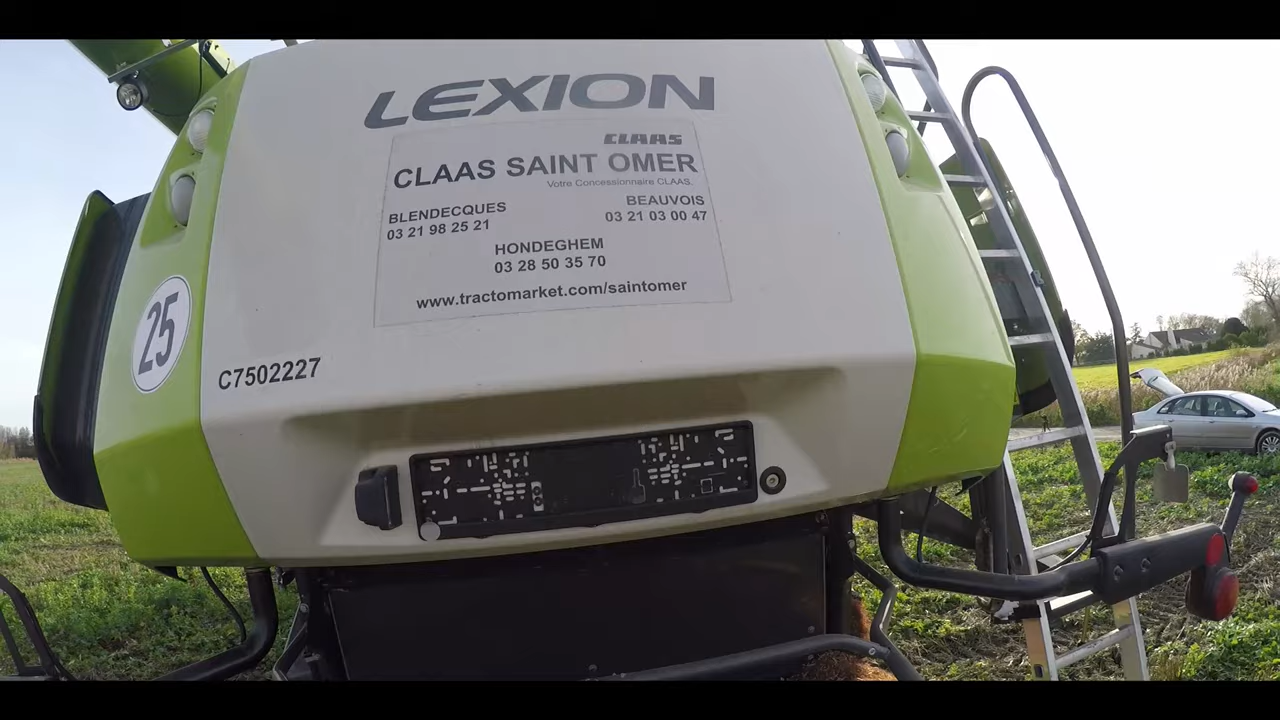 LEXION
CLAAS
CLAAS SAINT OMER
Votre Concessionnaire CLAAS.
BLENDECQUES
03 21 98 25 21
BEAUVOIS
03 21 03 00 47
HONDEGHEM
03 28 50 35 70
www.tractomarket.com/saintomer
25
C7502227